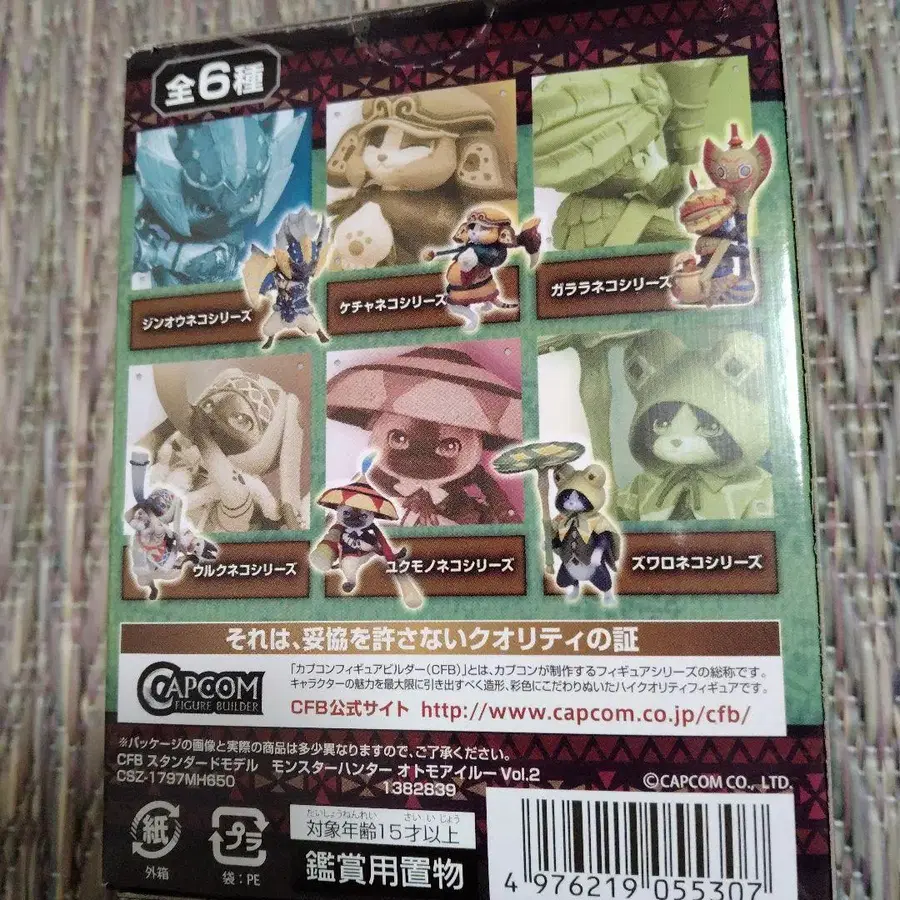 全6種
ジンオウネコシリーズ
ケチャネコシリーズ
ガララネコシリーズ
ウルクネコシリーズ
ユクモノネコシリーズ
ズワロネコシリーズ
それは、妥協を許さないクオリティの証
CAPCOM
FIGURE BUILDER
「カプコンフィギュアビルダー(CFB)」とは、カプコンが制作するフィギュアシリーズの総称です。
キャラクターの魅力を最大限に引き出すべく造形、彩色にこだわりぬいたハイクオリティフィギュアです。
CFB公式サイト http://www.capcom.co.jp/cfb/
※パッケージの画像と実際の商品は多少異なりますので、ご了承ください。
CFB スタンダードモデル モンスターハンター オトモアイルー Vol.2
CSZ-1797MH650 1382839 ©CAPCOM CO., LTD.
紙
外箱
プラ
袋:PE
たいしょうねんれい さい いじょう
対象年齢15才以上
鑑賞用置物
4 976219 055307